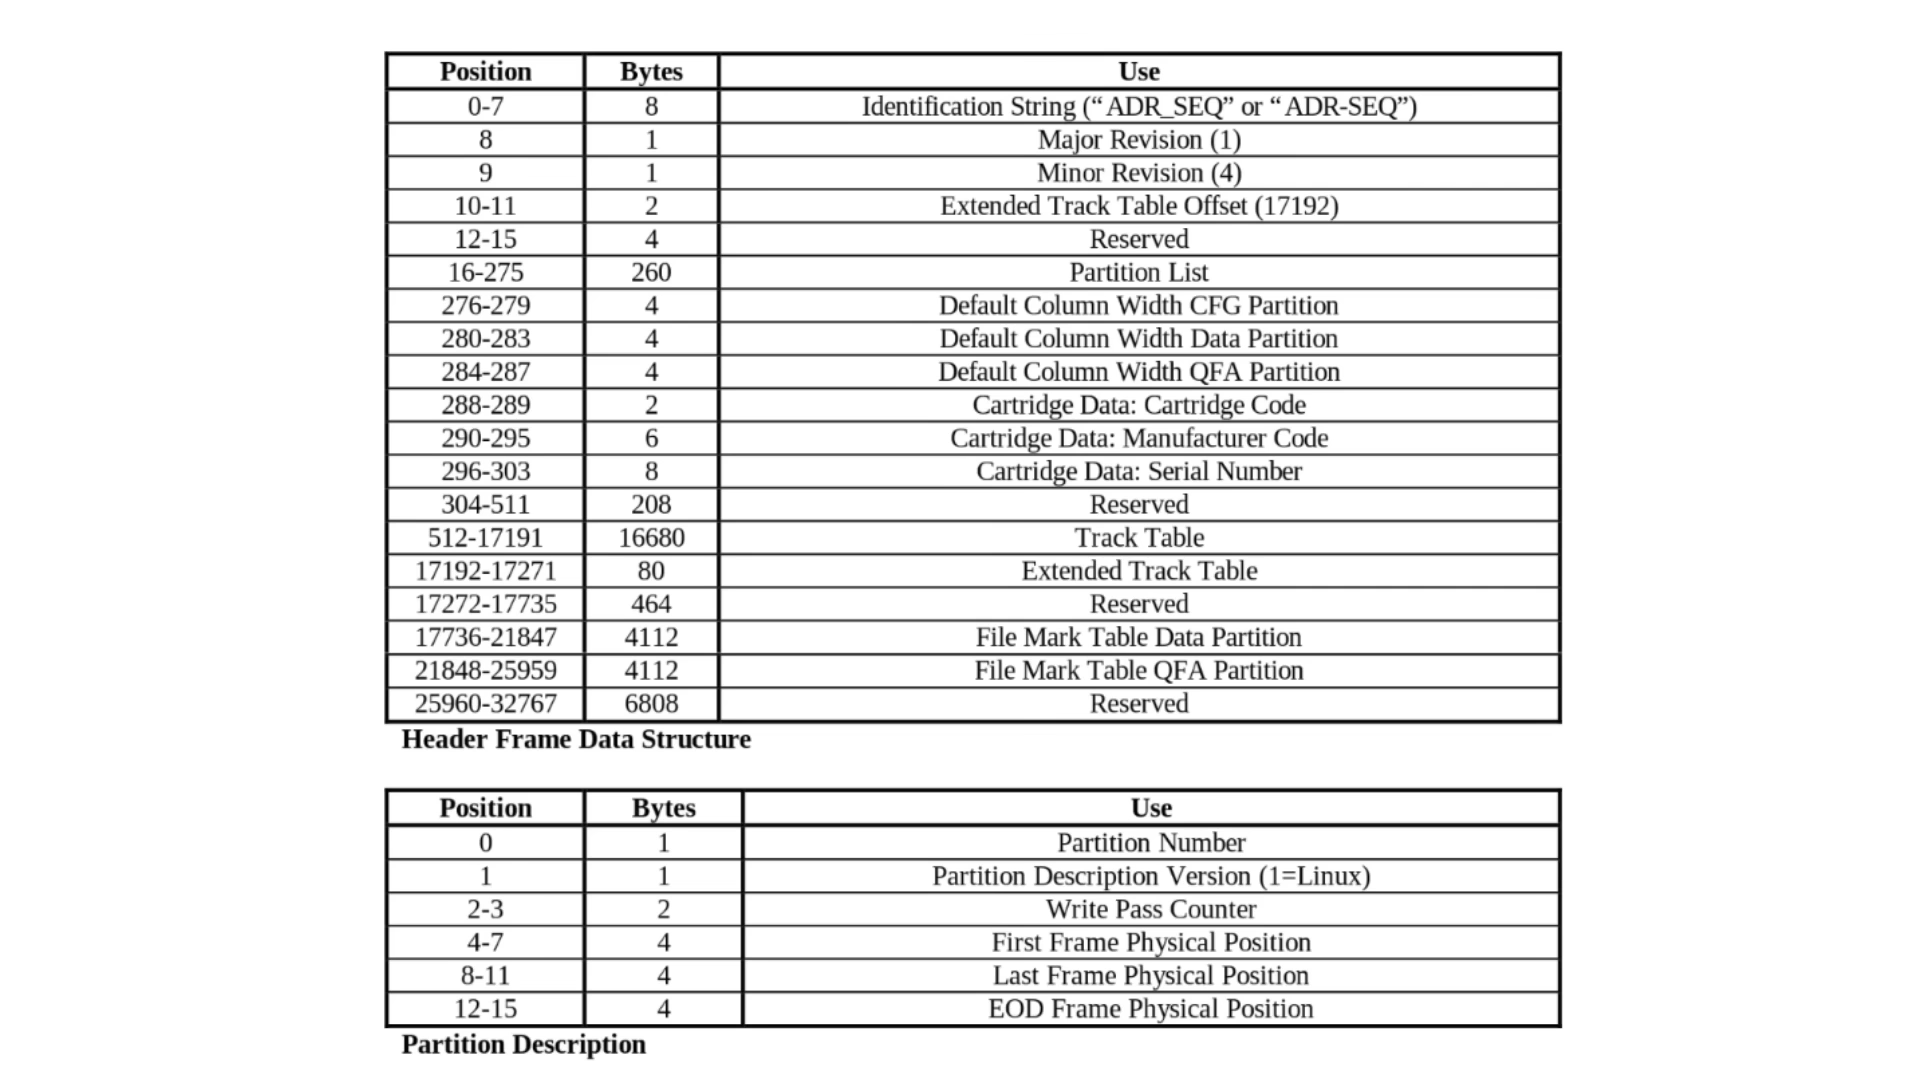 Position Bytes Use
0-7 8 Identification String (“ADR_SEQ” or “ADR-SEQ”)
8 1 Major Revision (1)
9 1 Minor Revision (4)
10-11 2 Extended Track Table Offset (17192)
12-15 4 Reserved
16-275 260 Partition List
276-279 4 Default Column Width CFG Partition
280-283 4 Default Column Width Data Partition
284-287 4 Default Column Width QFA Partition
288-289 2 Cartridge Data: Cartridge Code
290-295 6 Cartridge Data: Manufacturer Code
296-303 8 Cartridge Data: Serial Number
304-511 208 Reserved
512-17191 16680 Track Table
17192-17271 80 Extended Track Table
17272-17735 464 Reserved
17736-21847 4112 File Mark Table Data Partition
21848-25959 4112 File Mark Table QFA Partition
25960-32767 6808 Reserved
Header Frame Data Structure
Position Bytes Use
0 1 Partition Number
1 1 Partition Description Version (1=Linux)
2-3 2 Write Pass Counter
4-7 4 First Frame Physical Position
8-11 4 Last Frame Physical Position
12-15 4 EOD Frame Physical Position
Partition Description